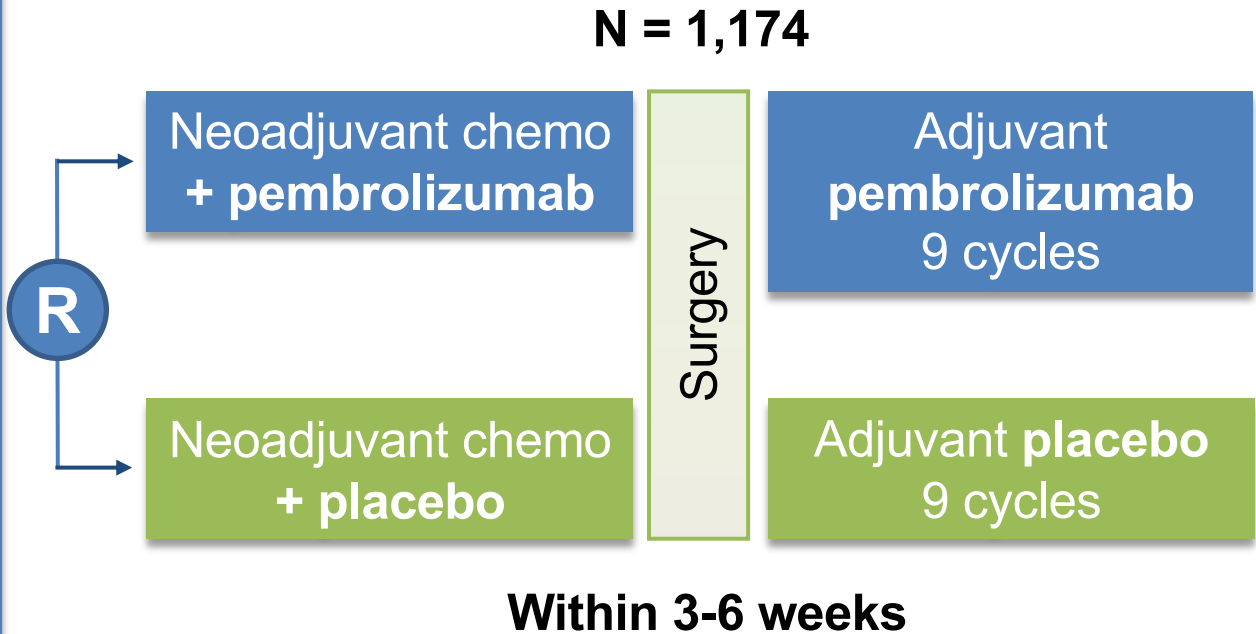 N = 1,174
Neoadjuvant chemo
+ pembrolizumab
Adjuvant
pembrolizumab
9 cycles
R
Surgery
Neoadjuvant chemo
+ placebo
Adjuvant placebo
9 cycles
Within 3-6 weeks